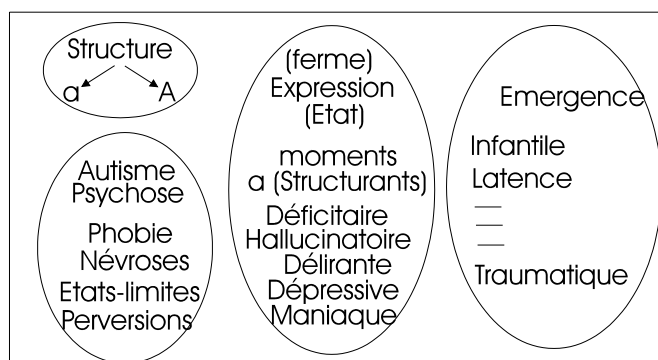 Structure
a A
Autisme
Psychose
Phobie
Névroses
Etats-limites
Perversions
(ferme)
Expression
(Etat)
moments
a (Structurants)
Déficitaire
Hallucinatoire
Délirante
Dépressive
Maniaque
Emergence
Infantile
Latence
Traumatique